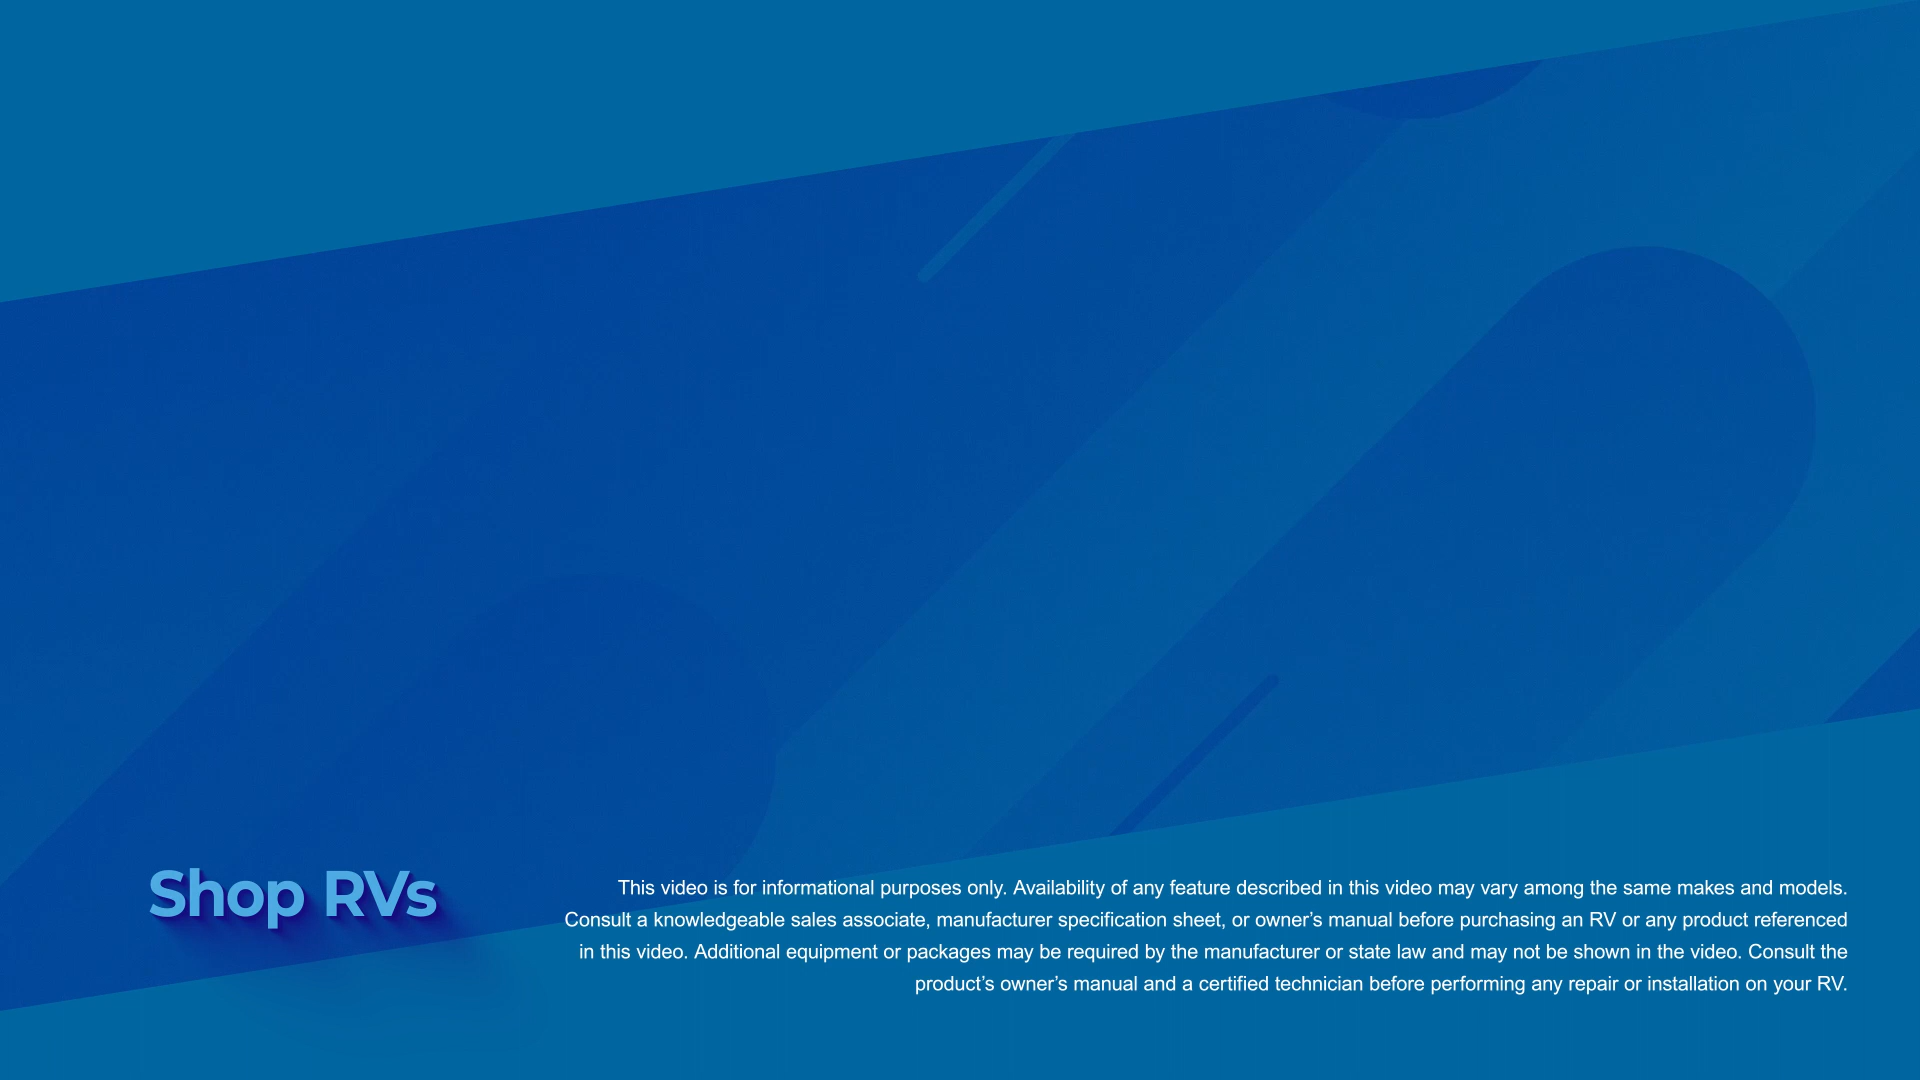 Shop RVs
This video is for informational purposes only. Availability of any feature described in this video may vary among the same makes and models.
Consult a knowledgeable sales associate, manufacturer specification sheet, or owner’s manual before purchasing an RV or any product referenced
in this video. Additional equipment or packages may be required by the manufacturer or state law and may not be shown in the video. Consult the
product’s owner’s manual and a certified technician before performing any repair or installation on your RV.